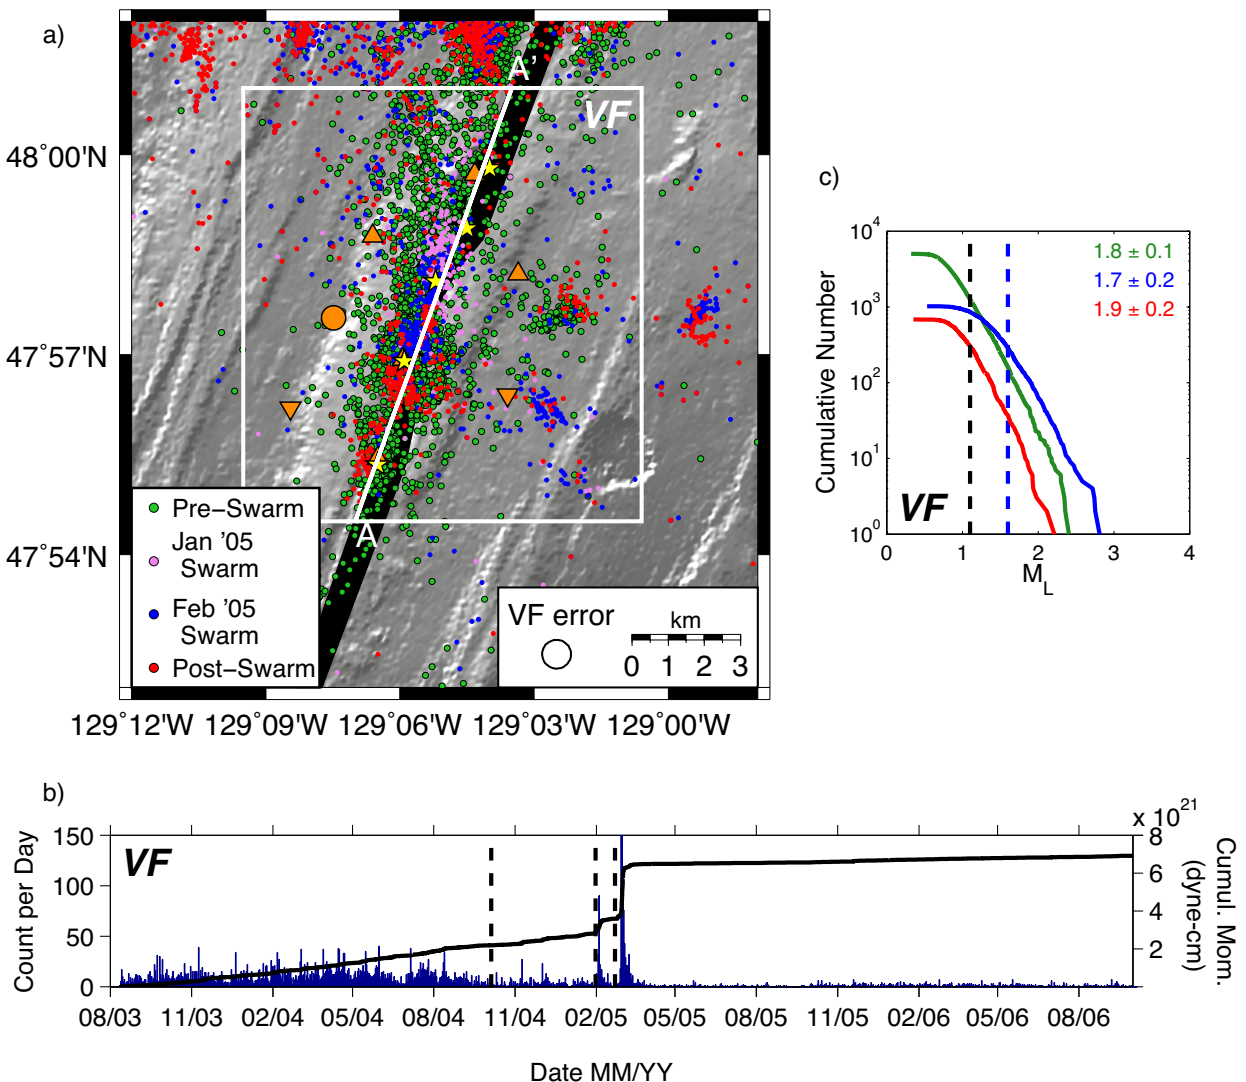 a)
A'
VF
48°00'N
47°57'N
47°54'N
A
Pre-Swarm
Jan '05
Swarm
Feb '05
Swarm
Post-Swarm
VF error
km
0 1 2 3
129°12'W 129°09'W 129°06'W 129°03'W 129°00'W
c)
Cumulative Number
10^4
10^3
10^2
10^1
10^0
1.8 ± 0.1
1.7 ± 0.2
1.9 ± 0.2
VF
0 1 2 3 4
M_L
b)
x 10^21
Count per Day
150
100
50
0
VF
8
6
4
2
Cumul. Mom.
(dyne-cm)
08/03 11/03 02/04 05/04 08/04 11/04 02/05 05/05 08/05 11/05 02/06 05/06 08/06
Date MM/YY